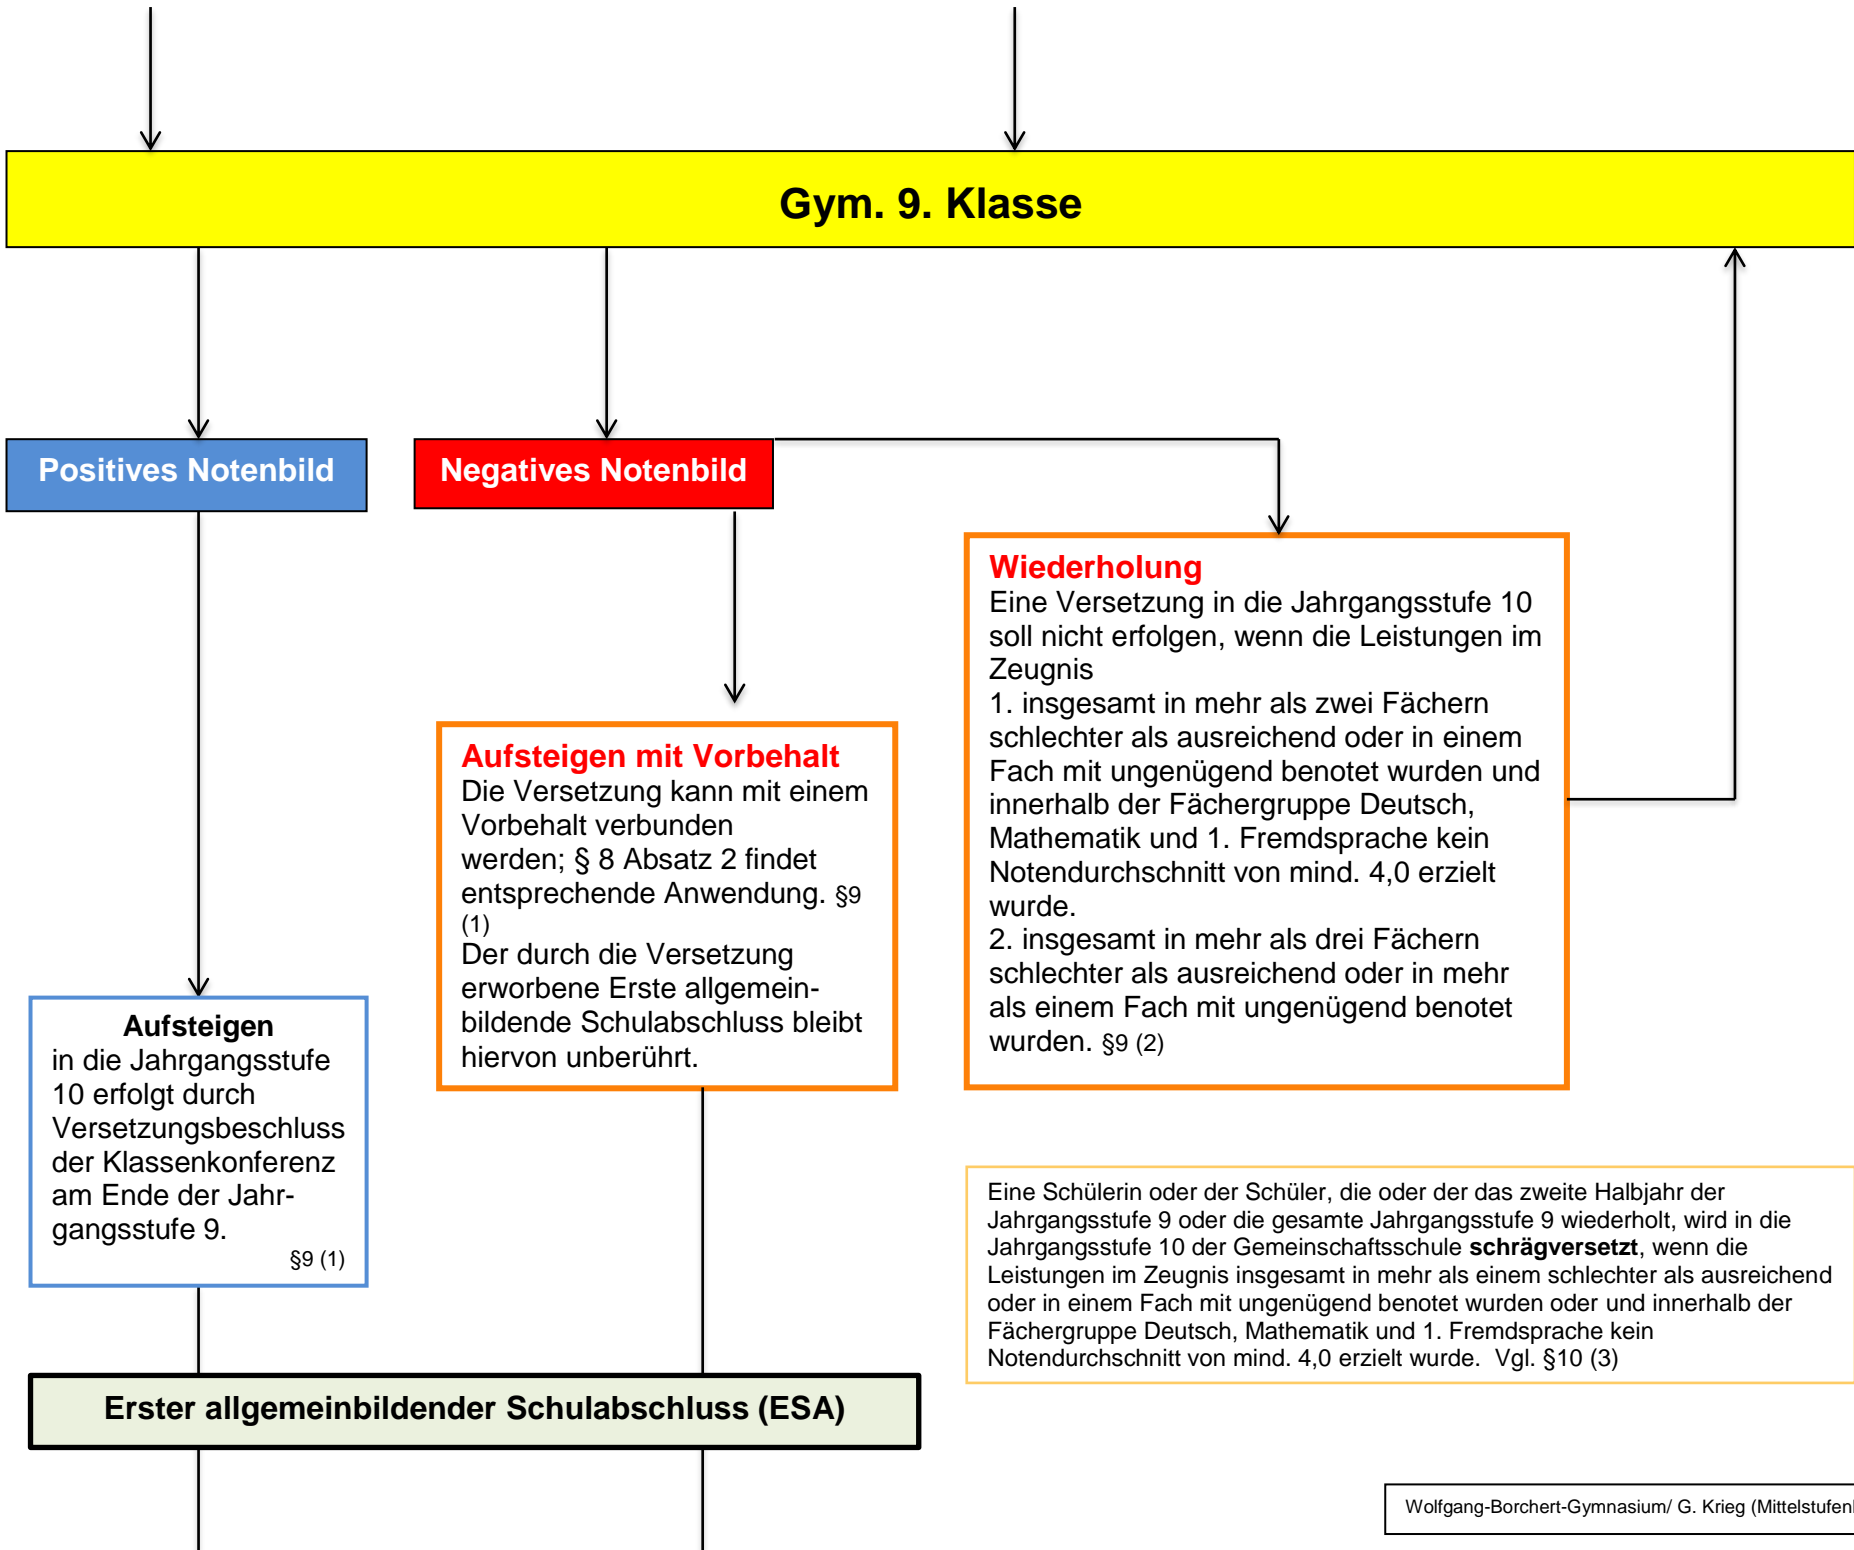 Gym. 9. Klasse
Positives Notenbild
Negatives Notenbild
Wiederholung
Eine Versetzung in die Jahrgangsstufe 10
soll nicht erfolgen, wenn die Leistungen im
Zeugnis
1. insgesamt in mehr als zwei Fächern
schlechter als ausreichend oder in einem
Fach mit ungenügend benotet wurden und
innerhalb der Fächergruppe Deutsch,
Mathematik und 1. Fremdsprache kein
Notendurchschnitt von mind. 4,0 erzielt
wurde.
2. insgesamt in mehr als drei Fächern
schlechter als ausreichend oder in mehr
als einem Fach mit ungenügend benotet
wurden. §9 (2)
Aufsteigen mit Vorbehalt
Die Versetzung kann mit einem
Vorbehalt verbunden
werden; § 8 Absatz 2 findet
entsprechende Anwendung. §9
(1)
Der durch die Versetzung
erworbene Erste allgemein-
bildende Schulabschluss bleibt
hiervon unberührt.
Aufsteigen
in die Jahrgangsstufe
10 erfolgt durch
Versetzungsbeschluss
der Klassenkonferenz
am Ende der Jahr-
gangsstufe 9.
§9 (1)
Eine Schülerin oder der Schüler, die oder der das zweite Halbjahr der
Jahrgangsstufe 9 oder die gesamte Jahrgangsstufe 9 wiederholt, wird in die
Jahrgangsstufe 10 der Gemeinschaftsschule schrägversetzt, wenn die
Leistungen im Zeugnis insgesamt in mehr als einem schlechter als ausreichend
oder in einem Fach mit ungenügend benotet wurden oder und innerhalb der
Fächergruppe Deutsch, Mathematik und 1. Fremdsprache kein
Notendurchschnitt von mind. 4,0 erzielt wurde. Vgl. §10 (3)
Erster allgemeinbildender Schulabschluss (ESA)
Wolfgang-Borchert-Gymnasium/ G. Krieg (Mittelstufen